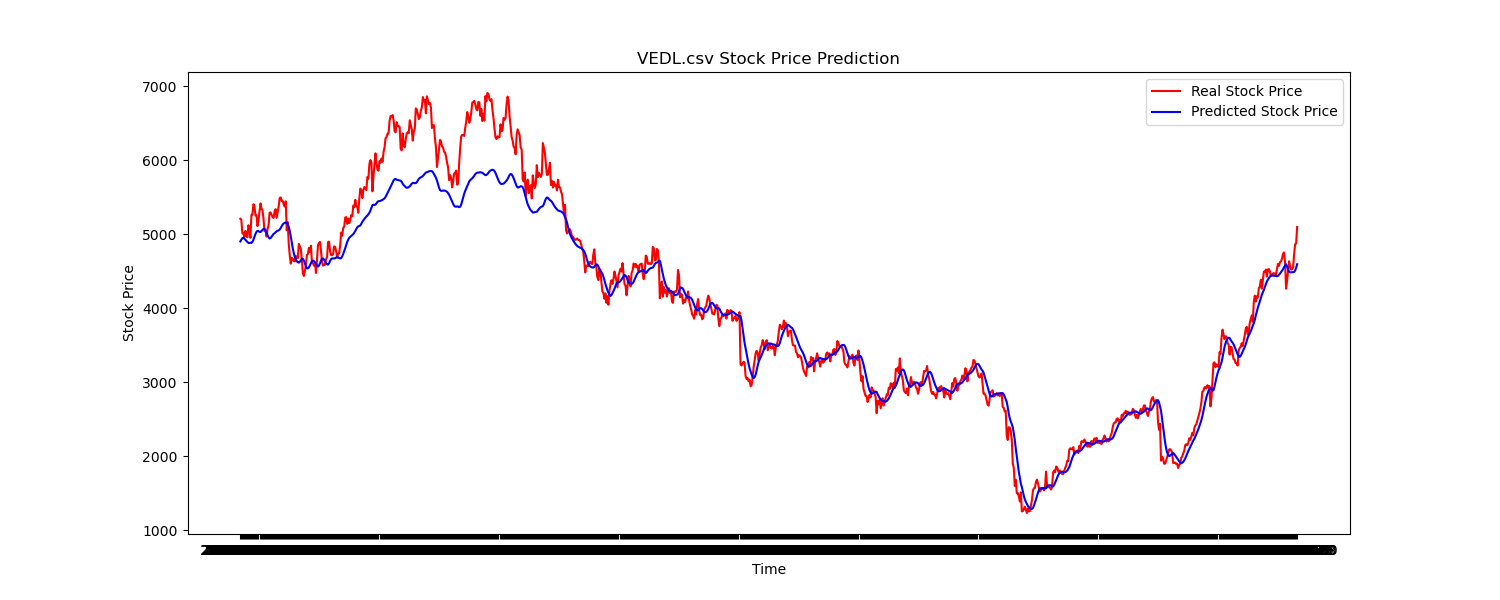 VEDL.csv Stock Price Prediction
Real Stock Price
Predicted Stock Price
Stock Price
7000
6000
5000
4000
3000
2000
1000
Time